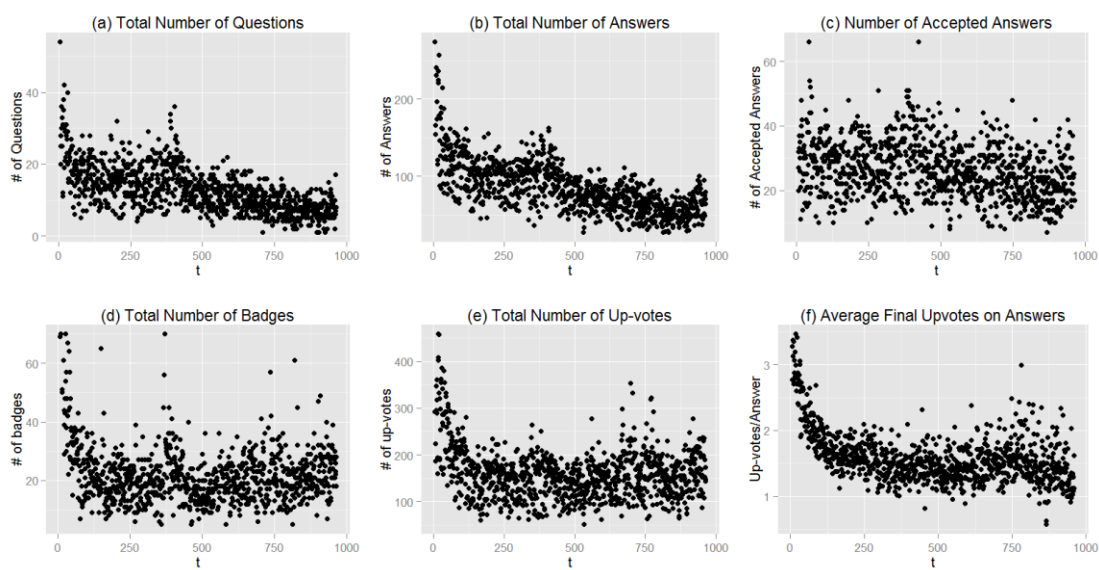 (a) Total Number of Questions
# of Questions
40
20
0
0 250 500 750 1000
t
(b) Total Number of Answers
# of Answers
200
100
0 250 500 750 1000
t
(c) Number of Accepted Answers
# of Accepted Answers
60
40
20
0 250 500 750 1000
t
(d) Total Number of Badges
# of badges
60
40
20
0 250 500 750 1000
t
(e) Total Number of Up-votes
# of up-votes
400
300
200
100
0 250 500 750 1000
t
(f) Average Final Upvotes on Answers
Up-votes/Answer
3
2
1
0 250 500 750 1000
t